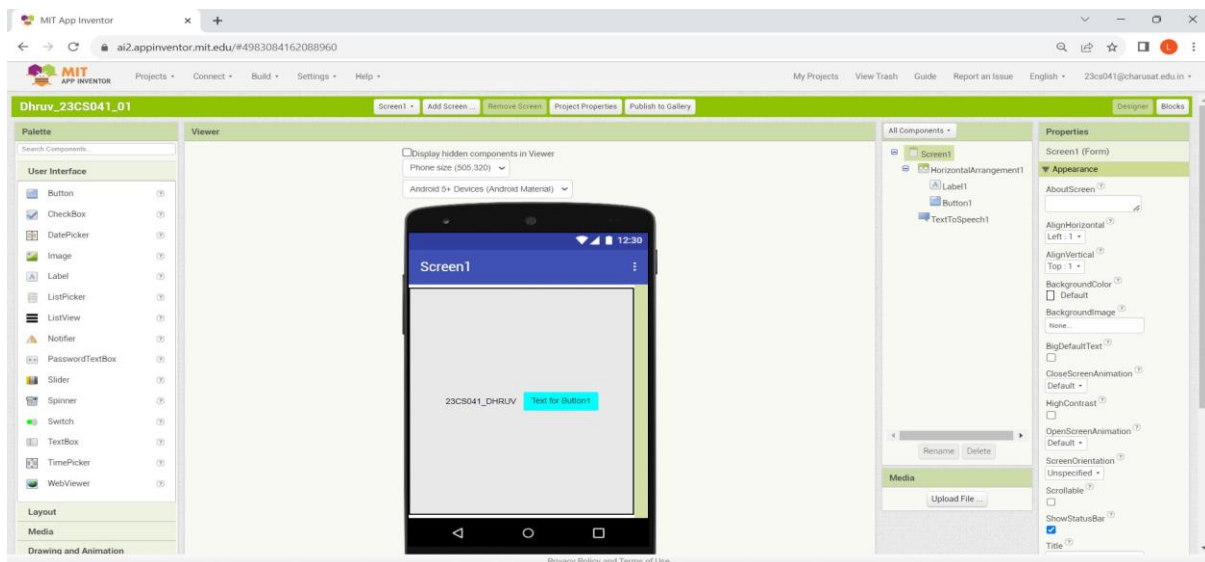 MIT App Inventor
ai2.appinventor.mit.edu/#4983084162088960
L
MIT
APP INVENTOR
Projects
Connect
Build
Settings
Help
My Projects
View Trash
Guide
Report an Issue
English
23cs041@charusat.edu.in
Dhruv_23CS041_01
Screen1
Add Screen ...
Remove Screen
Project Properties
Publish to Gallery
Designer
Blocks
Palette
Search Components...
User Interface
Button
CheckBox
DatePicker
Image
Label
ListPicker
ListView
Notifier
PasswordTextBox
Slider
Spinner
Switch
TextBox
TimePicker
WebViewer
Layout
Media
Drawing and Animation
Viewer
Display hidden components in Viewer
Phone size (505,320)
Android 5+ Devices (Android Material)
12:30
Screen1
23CS041_DHRUV
Text for Button1
All Components
Screen1
HorizontalArrangement1
Label1
Button1
TextToSpeech1
Rename
Delete
Media
Upload File ...
Properties
Screen1 (Form)
Appearance
AboutScreen
AlignHorizontal
Left : 1
AlignVertical
Top : 1
BackgroundColor
Default
BackgroundImage
None...
BigDefaultText
CloseScreenAnimation
Default
HighContrast
OpenScreenAnimation
Default
ScreenOrientation
Unspecified
Scrollable
ShowStatusBar
Title
Privacy Policy and Terms of Use